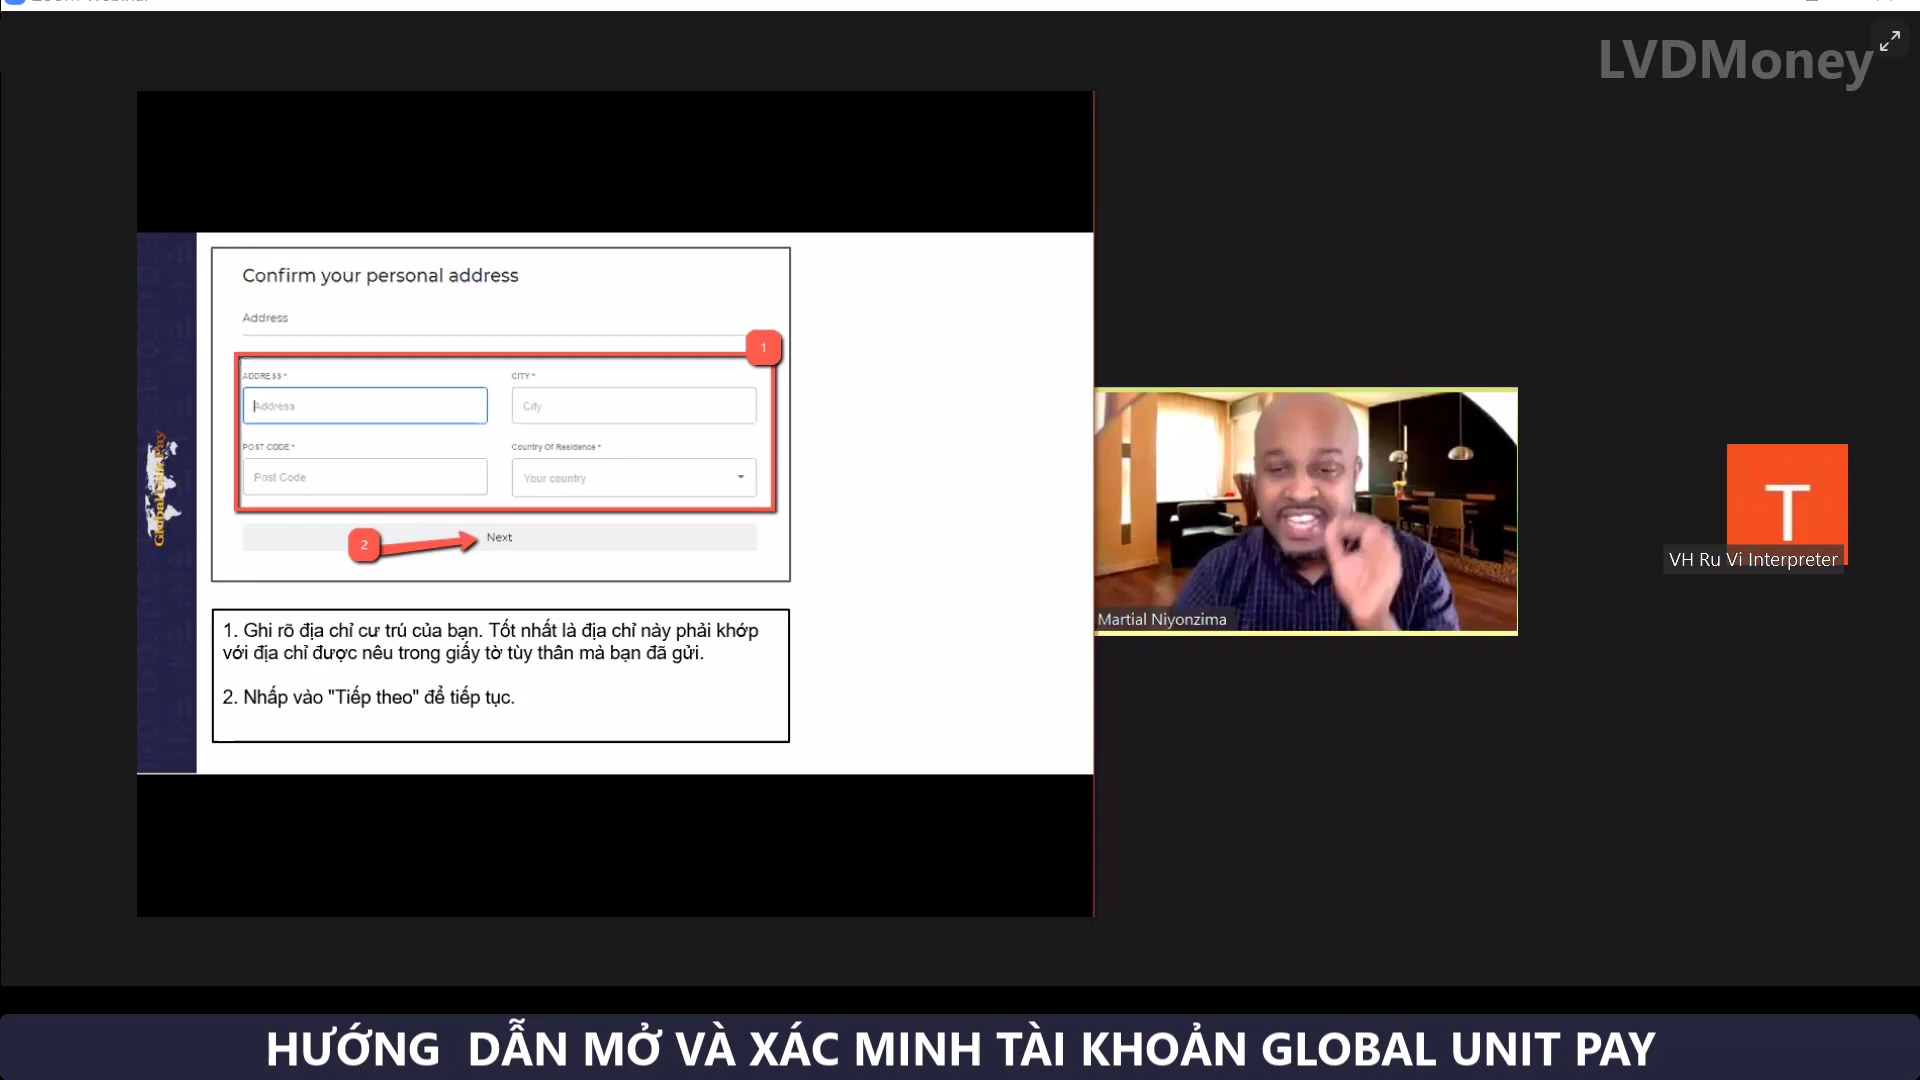 LVDMoney
Confirm your personal address
Address
1
ADDRESS *
CITY *
Address
City
POST CODE *
Country Of Residence *
Post Code
Your country
2
Next
Global Unit Pay
1. Ghi rõ địa chỉ cư trú của bạn. Tốt nhất là địa chỉ này phải khớp
với địa chỉ được nêu trong giấy tờ tùy thân mà bạn đã gửi.
2. Nhấp vào "Tiếp theo" để tiếp tục.
Martial Niyonzima
T
VH Ru Vi Interpreter
HƯỚNG DẪN MỞ VÀ XÁC MINH TÀI KHOẢN GLOBAL UNIT PAY